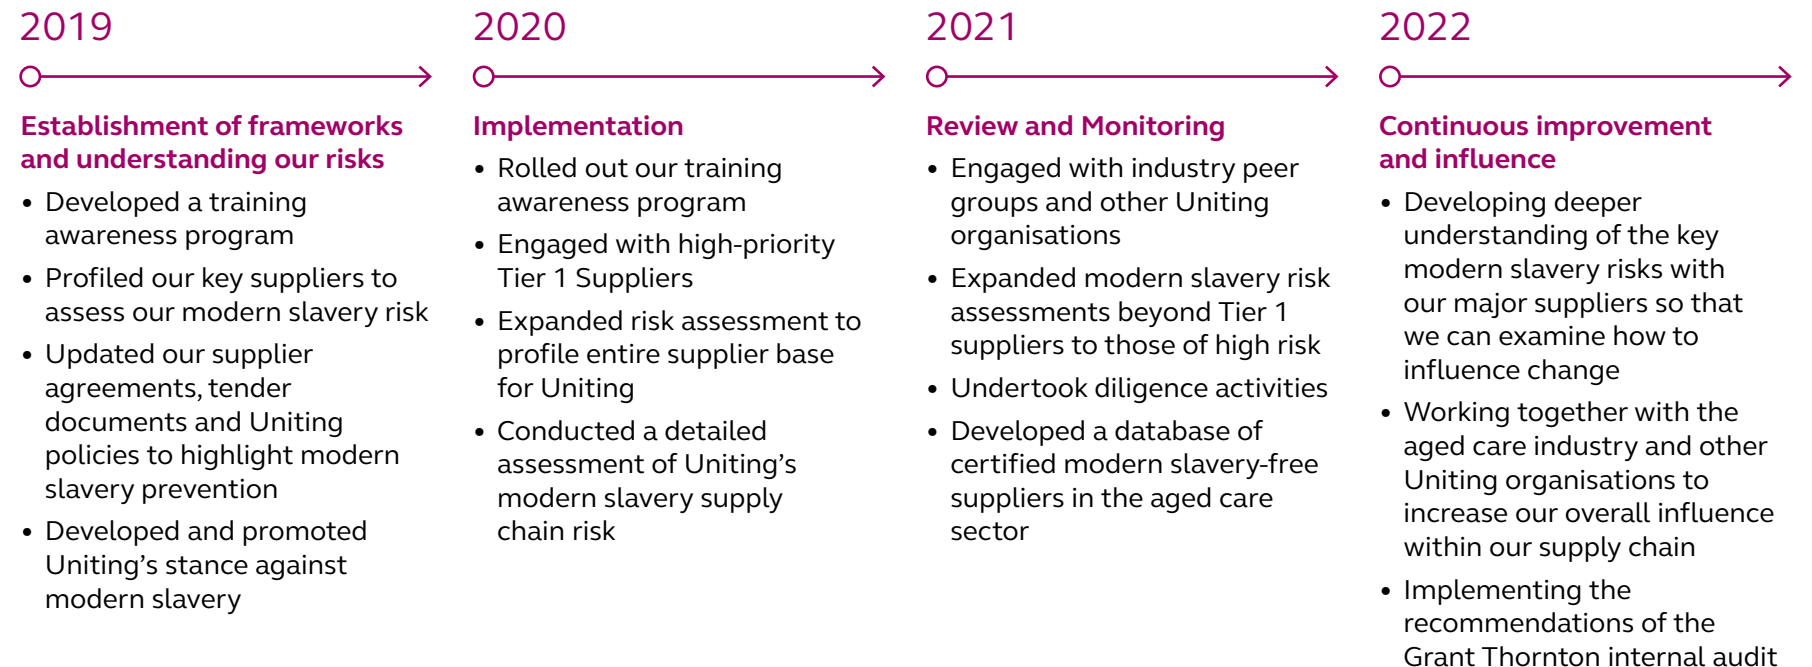 2019
Establishment of frameworks
and understanding our risks
• Developed a training
awareness program
• Profiled our key suppliers to
assess our modern slavery risk
• Updated our supplier
agreements, tender
documents and Uniting
policies to highlight modern
slavery prevention
• Developed and promoted
Uniting’s stance against
modern slavery
2020
Implementation
• Rolled out our training
awareness program
• Engaged with high-priority
Tier 1 Suppliers
• Expanded risk assessment to
profile entire supplier base
for Uniting
• Conducted a detailed
assessment of Uniting’s
modern slavery supply
chain risk
2021
Review and Monitoring
• Engaged with industry peer
groups and other Uniting
organisations
• Expanded modern slavery risk
assessments beyond Tier 1
suppliers to those of high risk
• Undertook diligence activities
• Developed a database of
certified modern slavery-free
suppliers in the aged care
sector
2022
Continuous improvement
and influence
• Developing deeper
understanding of the key
modern slavery risks with
our major suppliers so that
we can examine how to
influence change
• Working together with the
aged care industry and other
Uniting organisations to
increase our overall influence
within our supply chain
• Implementing the
recommendations of the
Grant Thornton internal audit